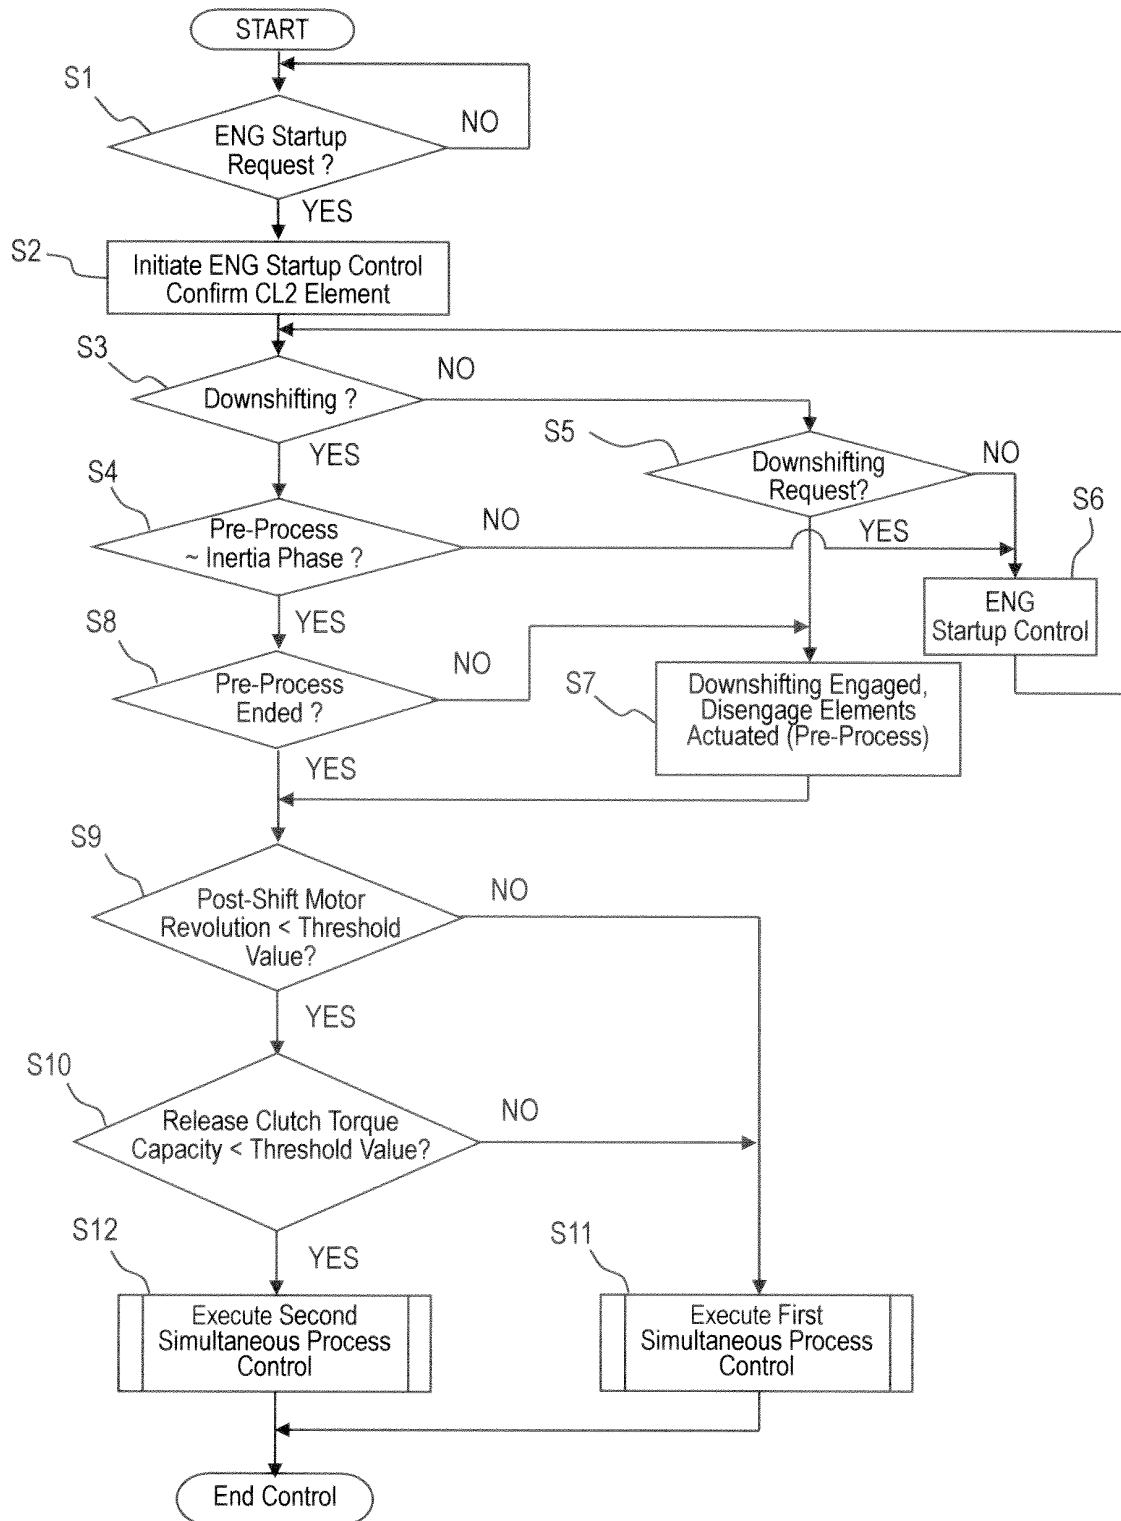 START
S1
ENG Startup
Request ?
NO
YES
S2
Initiate ENG Startup Control
Confirm CL2 Element
S3
Downshifting ?
NO
YES
S5
Downshifting
Request?
NO
YES
S4
Pre-Process
~ Inertia Phase ?
NO
YES
S6
ENG
Startup Control
S8
Pre-Process
Ended ?
NO
YES
S7
Downshifting Engaged,
Disengage Elements
Actuated (Pre-Process)
S9
Post-Shift Motor
Revolution < Threshold
Value?
NO
YES
S10
Release Clutch Torque
Capacity < Threshold Value?
NO
YES
S12
Execute Second
Simultaneous Process
Control
S11
Execute First
Simultaneous Process
Control
End Control